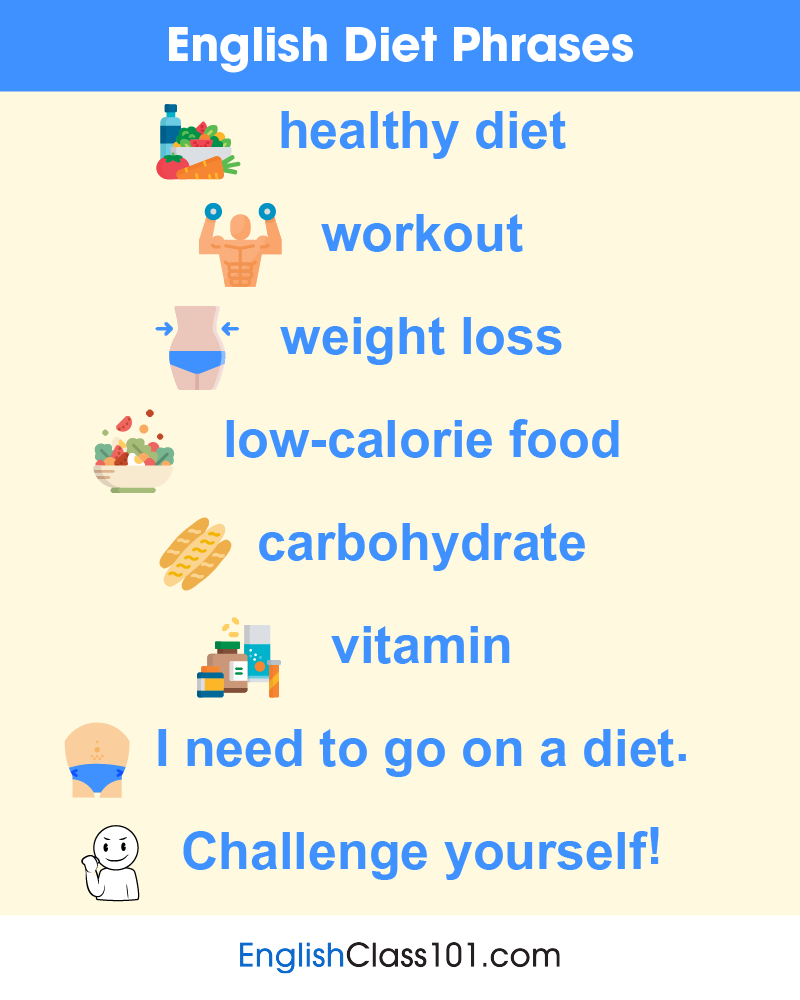 English Diet Phrases
healthy diet
workout
weight loss
low-calorie food
carbohydrate
vitamin
I need to go on a diet.
Challenge yourself!
EnglishClass101.com